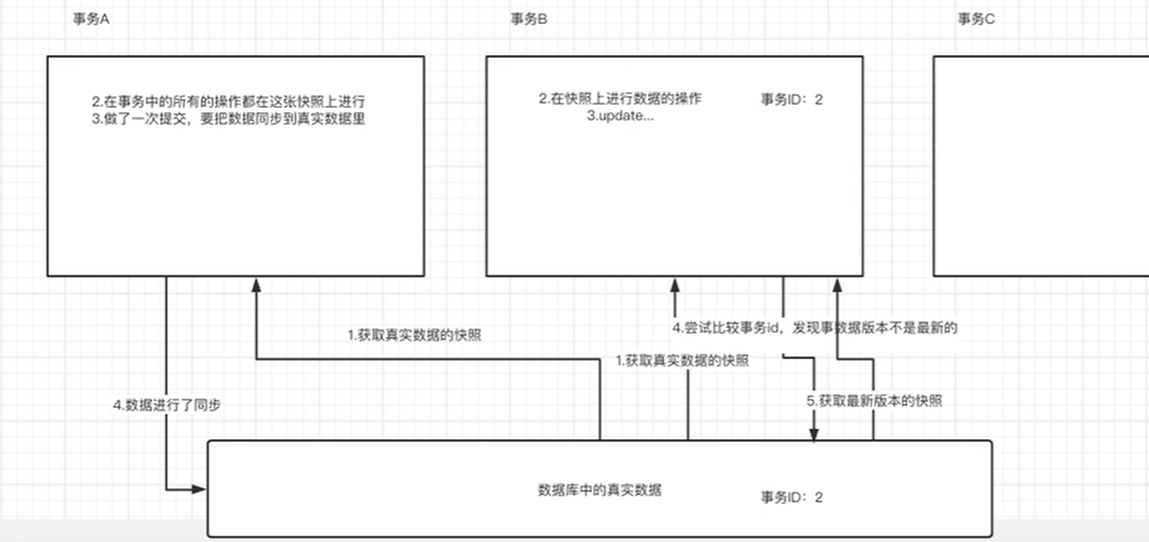 事务A
事务B
事务C
2.在事务中的所有的操作都在这张快照上进行
3.做了一次提交，要把数据同步到真实数据里
2.在快照上进行数据的操作
事务ID：2
3.update...
4.尝试比较事务id，发现事数据版本不是最新的
1.获取真实数据的快照
1.获取真实数据的快照
5.获取最新版本的快照
4.数据进行了同步
数据库中的真实数据
事务ID：2